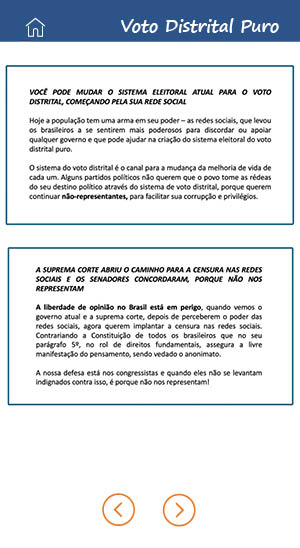 Voto Distrital Puro
VOCÊ PODE MUDAR O SISTEMA ELEITORAL ATUAL PARA O VOTO
DISTRITAL, COMEÇANDO PELA SUA REDE SOCIAL
Hoje a população tem uma arma em seu poder – as redes sociais, que levou
os brasileiros a se sentirem mais poderosos para discordar ou apoiar
qualquer governo e que pode ajudar na criação do sistema eleitoral do voto
distrital puro.
O sistema do voto distrital é o canal para a mudança da melhoria de vida de
cada um. Alguns partidos políticos não querem que o povo tome as rédeas
do seu destino político através do sistema de voto distrital, porque querem
continuar não-representantes, para facilitar sua corrupção e privilégios.
A SUPREMA CORTE ABRIU O CAMINHO PARA A CENSURA NAS REDES
SOCIAIS E OS SENADORES CONCORDARAM, PORQUE NÃO NOS
REPRESENTAM
A liberdade de opinião no Brasil está em perigo, quando vemos o
governo atual e a suprema corte, depois de perceberem o poder das
redes sociais, agora querem implantar a censura nas redes sociais.
Contrariando a Constituição de todos os brasileiros que no seu
parágrafo 5º, no rol de direitos fundamentais, assegura a livre
manifestação do pensamento, sendo vedado o anonimato.
A nossa defesa está nos congressistas e quando eles não se levantam
indignados contra isso, é porque não nos representam!